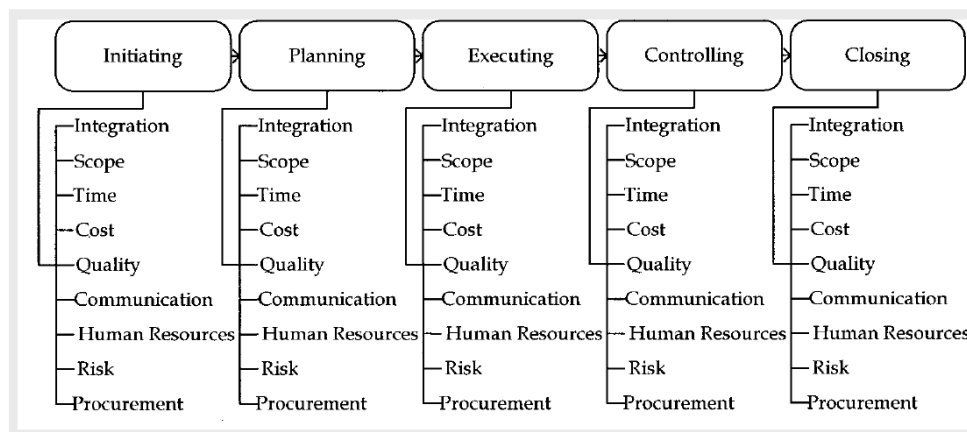 Initiating Planning Executing Controlling Closing
Integration Integration Integration Integration Integration
Scope Scope Scope Scope Scope
Time Time Time Time Time
Cost Cost Cost Cost Cost
Quality Quality Quality Quality Quality
Communication Communication Communication Communication Communication
Human Resources Human Resources Human Resources Human Resources Human Resources
Risk Risk Risk Risk Risk
Procurement Procurement Procurement Procurement Procurement